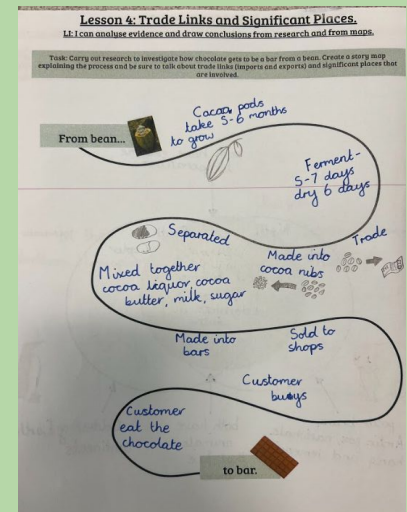 Lesson 4: Trade Links and Significant Places.
LI: I can analyse evidence and draw conclusions from research and from maps.
Task: Carry out research to investigate how chocolate gets to be a bar from a bean. Create a story map
explaining the process and be sure to talk about trade links (imports and exports) and significant places that
are involved.
From bean...
Cacao pods
take 5-6 months
to grow
Ferment-
5-7 days
dry 6 days
Trade
Made into
cocoa nibs
Separated
Mixed together
cocoa liquor, cocoa
butter, milk, sugar
Made into
bars
Sold to
shops
Customer
buys
Customer
eat the
chocolate
to bar.